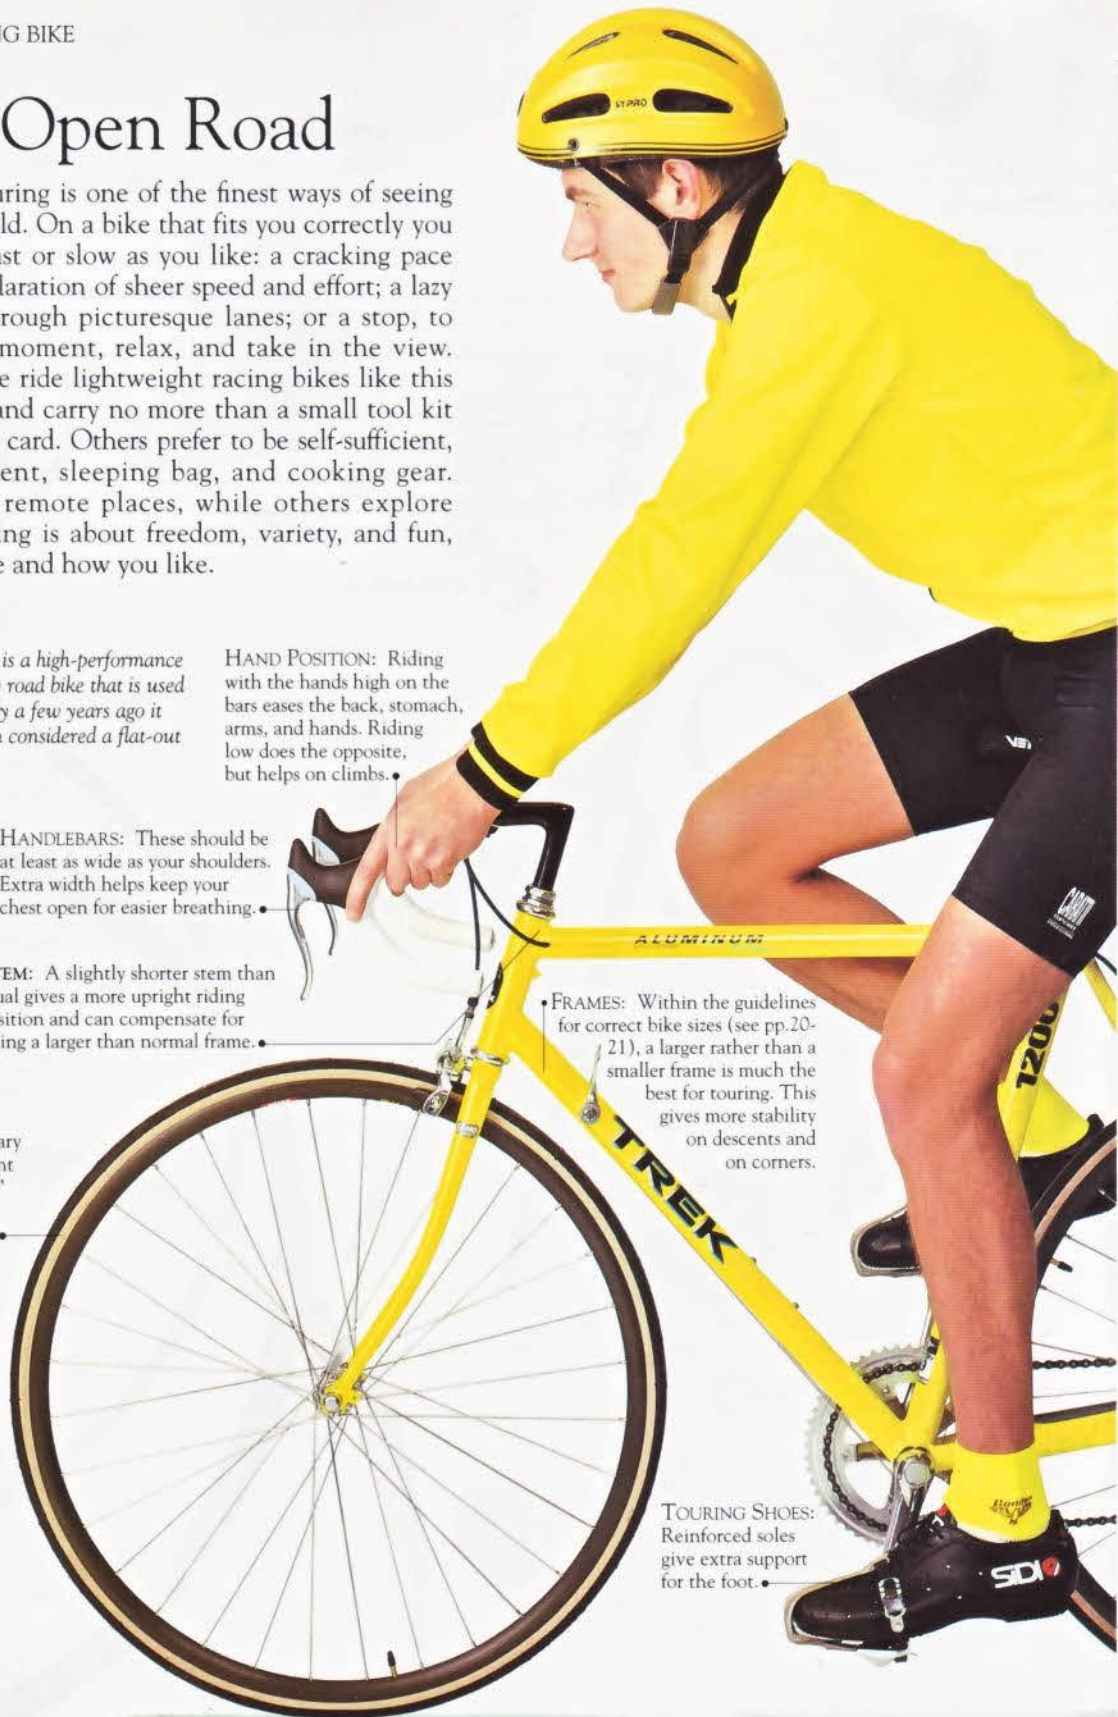 G BIKE
Open Road
uring is one of the finest ways of seeing
ld. On a bike that fits you correctly you
st or slow as you like: a cracking pace
laration of sheer speed and effort; a lazy
rough picturesque lanes; or a stop, to
moment, relax, and take in the view.
e ride lightweight racing bikes like this
and carry no more than a small tool kit
card. Others prefer to be self-sufficient,
ent, sleeping bag, and cooking gear.
remote places, while others explore
ng is about freedom, variety, and fun,
e and how you like.
is a high-performance
road bike that is used
y a few years ago it
considered a flat-out
HAND POSITION: Riding
with the hands high on the
bars eases the back, stomach,
arms, and hands. Riding
low does the opposite,
but helps on climbs.
HANDLEBARS: These should be
at least as wide as your shoulders.
Extra width helps keep your
chest open for easier breathing.
TEM: A slightly shorter stem than
ual gives a more upright riding
sition and can compensate for
ing a larger than normal frame.
FRAMES: Within the guidelines
for correct bike sizes (see pp.20-
21), a larger rather than a
smaller frame is much the
best for touring. This
gives more stability
on descents and
on corners.
ary
nt
TOURING SHOES:
Reinforced soles
give extra support
for the foot.
ALUMINUM
1200
TREK
SIDI